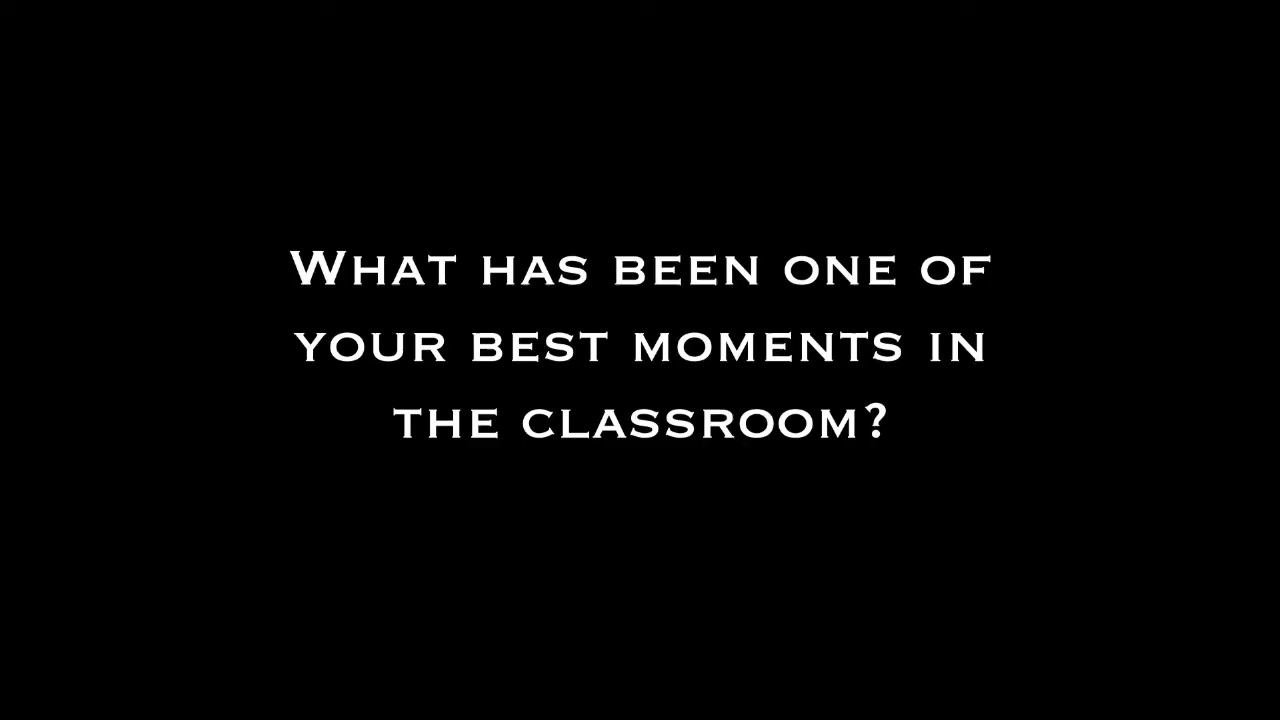 What has been one of
your best moments in
the classroom?